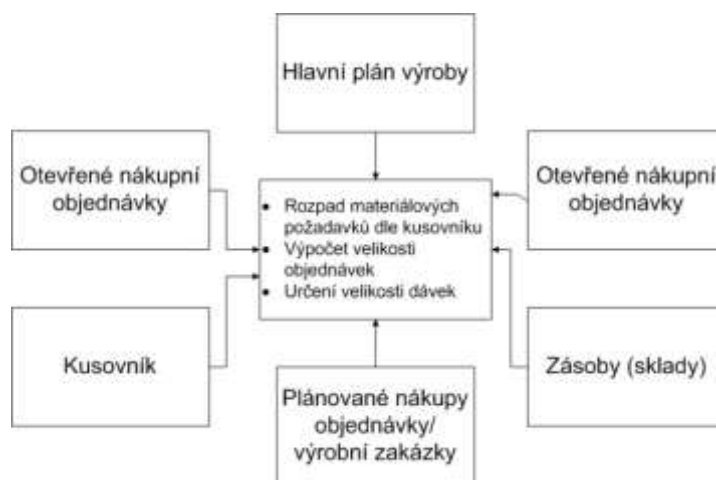 Hlavní plán výroby
Otevřené nákupní
objednávky
Otevřené nákupní
objednávky
• Rozpad materiálových
požadavků dle kusovníku
• Výpočet velikosti
objednávek
• Určení velikosti dávek
Kusovník
Zásoby (sklady)
Plánované nákupy
objednávky/
výrobní zakázky